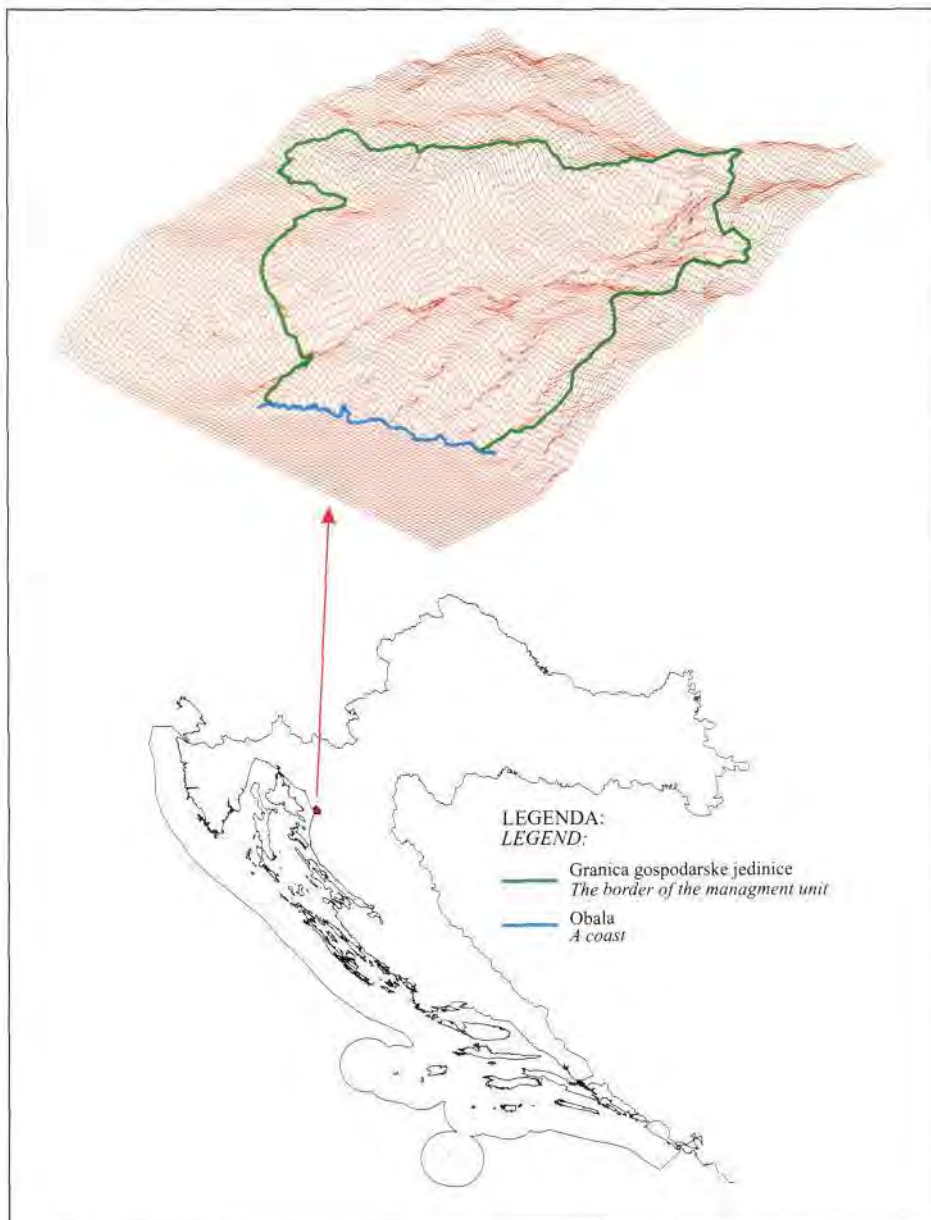 LEGENDA:
LEGEND:
Granica gospodarske jedinice
The border of the managment unit
Obala
A coast